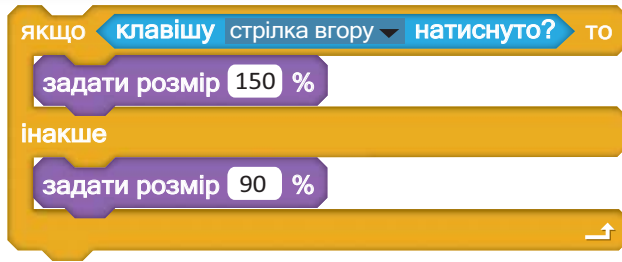 якщо клавішу стрілка вгору натиснуто? то
задати розмір 150 %
інакше
задати розмір 90 %